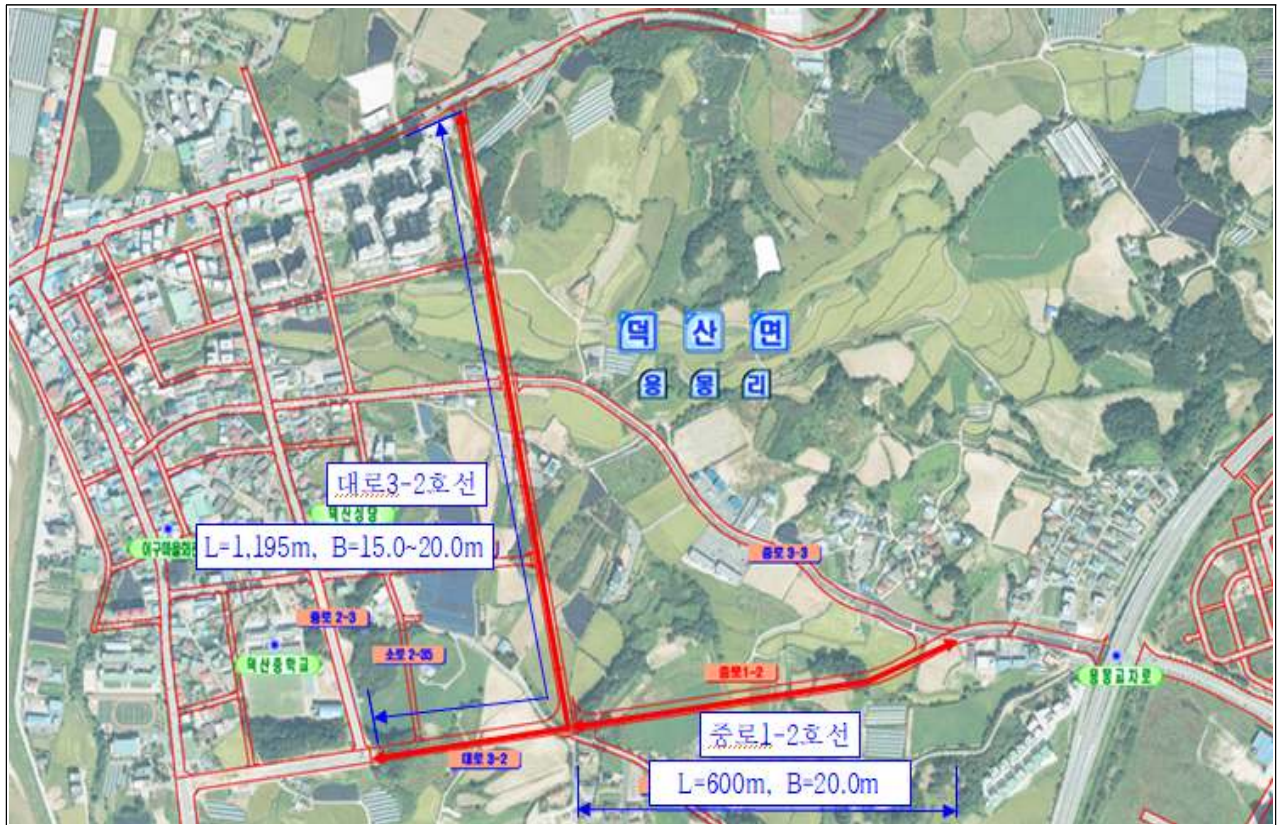 덕 산 면
용 몽 리
대로3-2호선
덕산성당
L=1,195m, B=15.0~20.0m
중로 3-3
중로 2-3
소로 2-35
덕산중학교
중로1-2
용몽교차로
중로1-2호선
대로 3-2
L=600m, B=20.0m